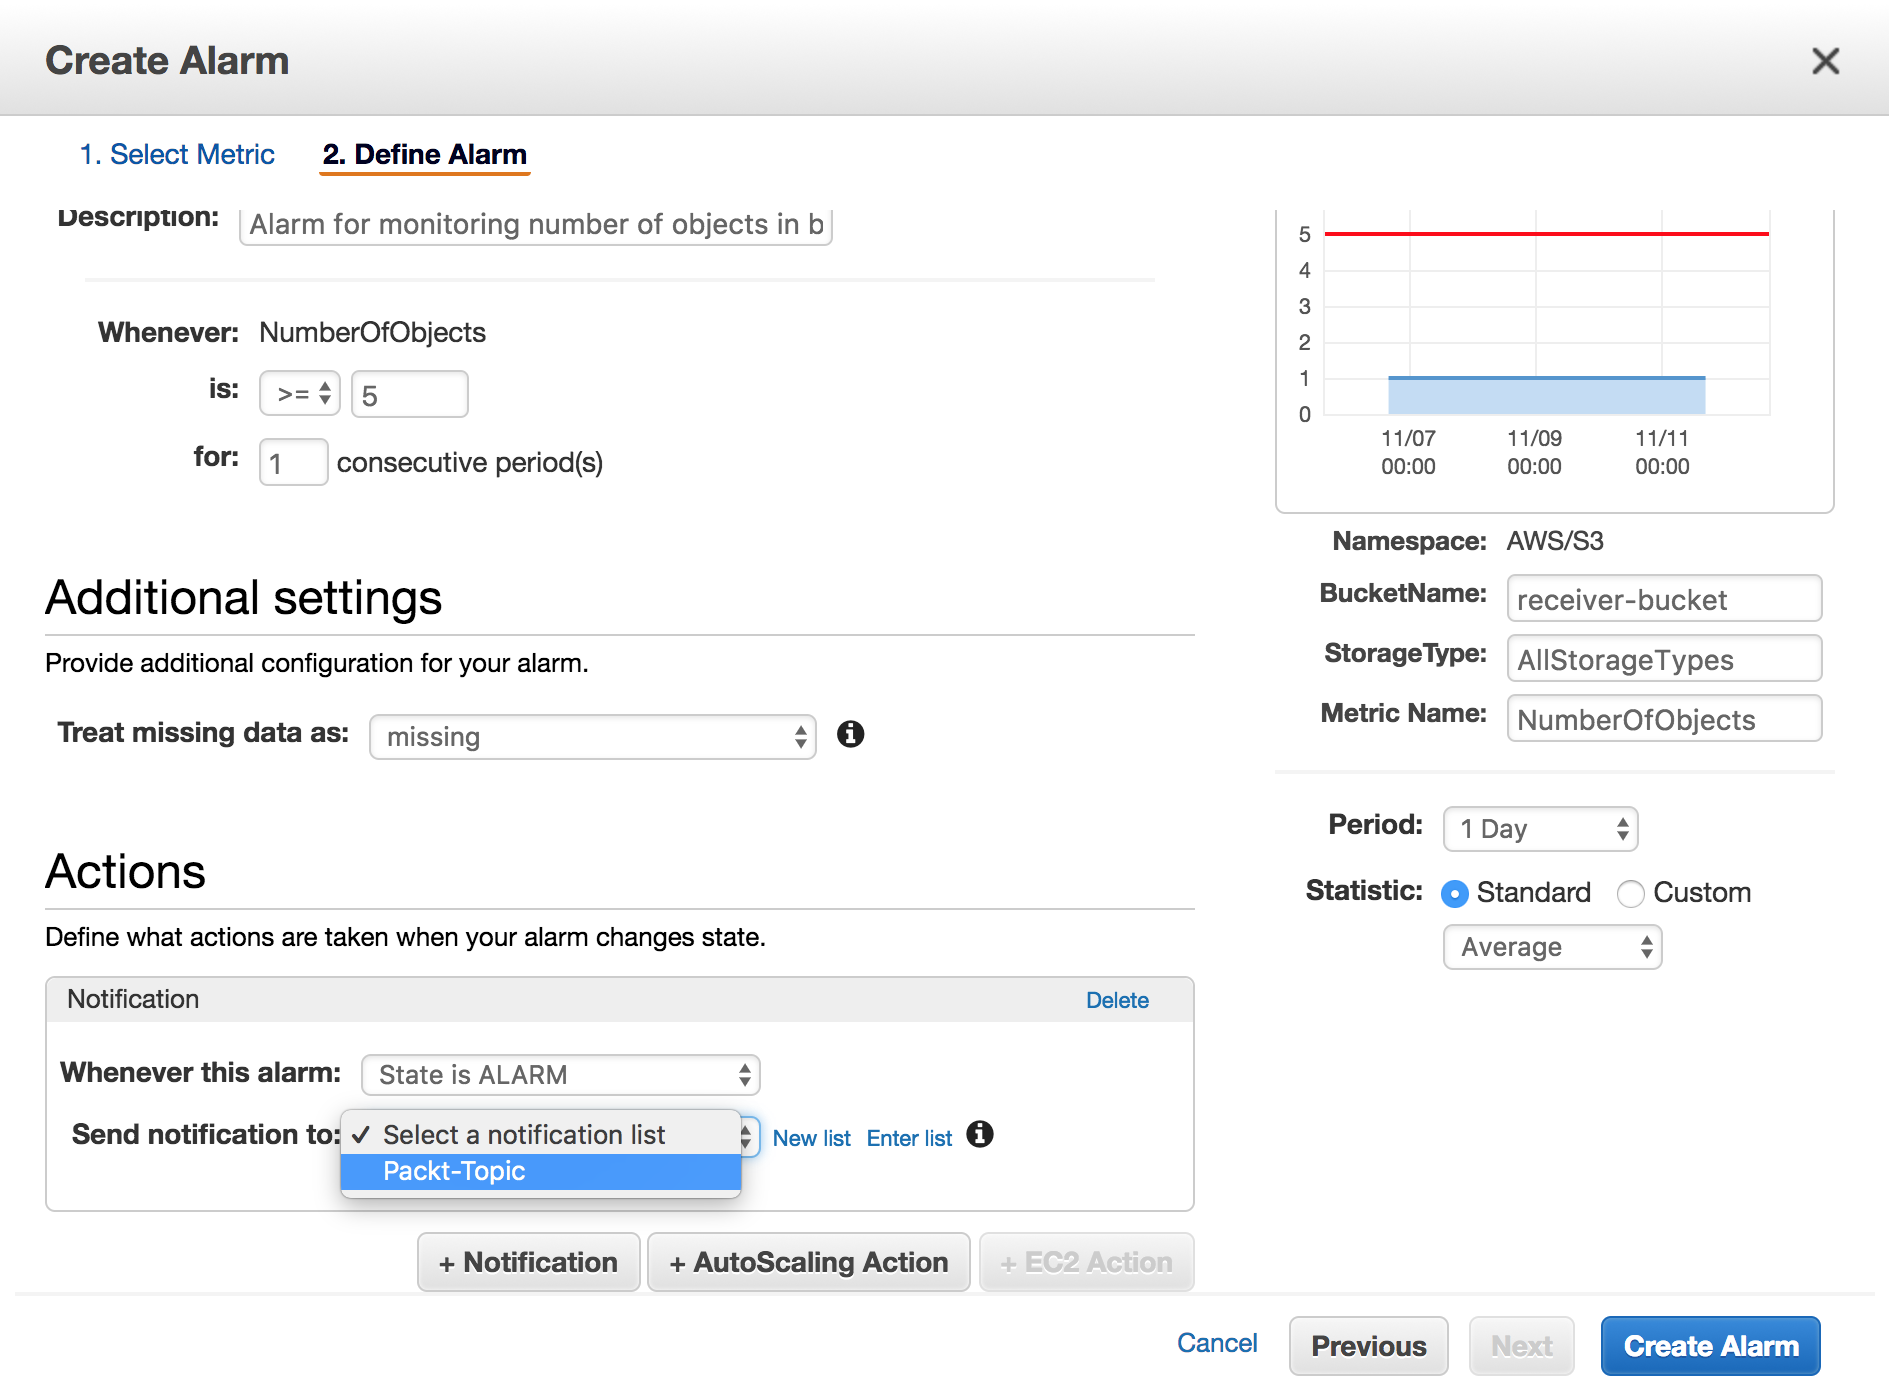 Create Alarm
1. Select Metric
2. Define Alarm
Description: Alarm for monitoring number of objects in b
Whenever: NumberOfObjects
is: >= 5
for: 1 consecutive period(s)
Additional settings
Provide additional configuration for your alarm.
Treat missing data as: missing
Actions
Define what actions are taken when your alarm changes state.
Notification Delete
Whenever this alarm: State is ALARM
Send notification to: ✓ Select a notification list New list Enter list
Packt-Topic
+ Notification + AutoScaling Action + EC2 Action
5
4
3
2
1
0
11/07 11/09 11/11
00:00 00:00 00:00
Namespace: AWS/S3
BucketName: receiver-bucket
StorageType: AllStorageTypes
Metric Name: NumberOfObjects
Period: 1 Day
Statistic: Standard Custom
Average
Cancel Previous Next Create Alarm